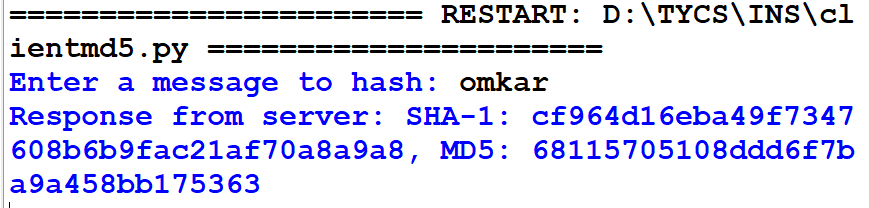 ======================= RESTART: D:\TYCS\INS\cl
ientmd5.py ======================
Enter a message to hash: omkar
Response from server: SHA-1: cf964d16eba49f7347
608b6b9fac21af70a8a9a8, MD5: 68115705108ddd6f7b
a9a458bb175363